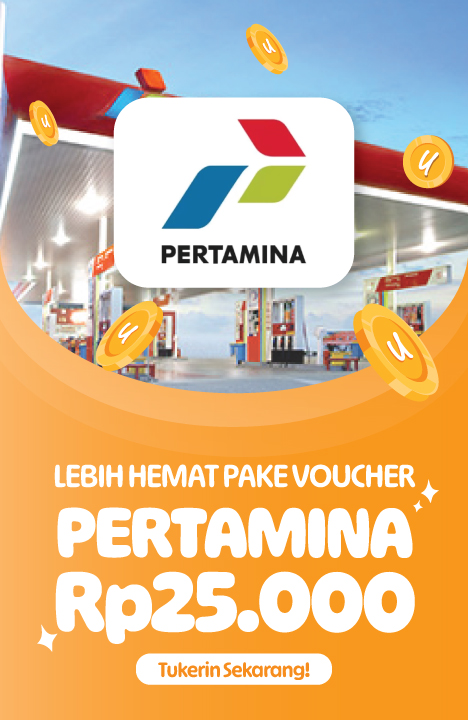 u
u
u
PERTAMINA
u
u
LEBIH HEMAT PAKE VOUCHER
PERTAMINA
Rp25.000
Tukerin Sekarang!